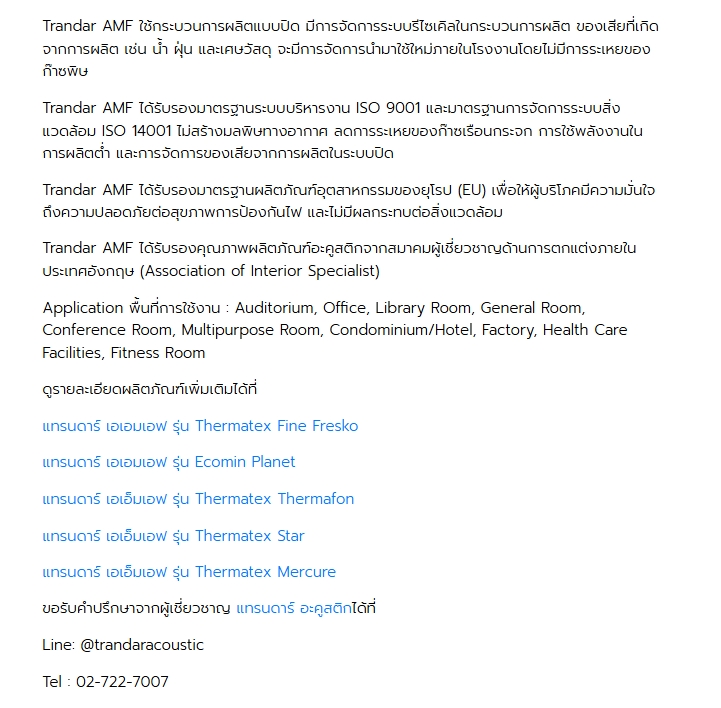 Trandar AMF ใช้กระบวนการผลิตแบบปิด มีการจัดการระบบรีไซเคิลในกระบวนการผลิต ของเสียที่เกิด
จากการผลิต เช่น น้ำ ฝุ่น และเศษวัสดุ จะมีการจัดการนำมาใช้ใหม่ภายในโรงงานโดยไม่มีการระเหยของ
ก๊าซพิษ
Trandar AMF ได้รับรองมาตรฐานระบบบริหารงาน ISO 9001 และมาตรฐานการจัดการระบบสิ่ง
แวดล้อม ISO 14001 ไม่สร้างมลพิษทางอากาศ ลดการระเหยของก๊าซเรือนกระจก การใช้พลังงานใน
การผลิตต่ำ และการจัดการของเสียจากการผลิตในระบบปิด
Trandar AMF ได้รับรองมาตรฐานผลิตภัณฑ์อุตสาหกรรมของยุโรป (EU) เพื่อให้ผู้บริโภคมีความมั่นใจ
ถึงความปลอดภัยต่อสุขภาพการป้องกันไฟ และไม่มีผลกระทบต่อสิ่งแวดล้อม
Trandar AMF ได้รับรองคุณภาพผลิตภัณฑ์อะคูสติกจากสมาคมผู้เชี่ยวชาญด้านการตกแต่งภายใน
ประเทศอังกฤษ (Association of Interior Specialist)
Application พื้นที่การใช้งาน : Auditorium, Office, Library Room, General Room,
Conference Room, Multipurpose Room, Condominium/Hotel, Factory, Health Care
Facilities, Fitness Room
ดูรายละเอียดผลิตภัณฑ์เพิ่มเติมได้ที่
แทรนดาร์ เอเอมเอฟ รุ่น Thermatex Fine Fresko
แทรนดาร์ เอเอมเอฟ รุ่น Ecomin Planet
แทรนดาร์ เอเอ็มเอฟ รุ่น Thermatex Thermafon
แทรนดาร์ เอเอ็มเอฟ รุ่น Thermatex Star
แทรนดาร์ เอเอ็มเอฟ รุ่น Thermatex Mercure
ขอรับคำปรึกษาจากผู้เชี่ยวชาญ แทรนดาร์ อะคูสติกได้ที่
Line: @trandaracoustic
Tel : 02-722-7007